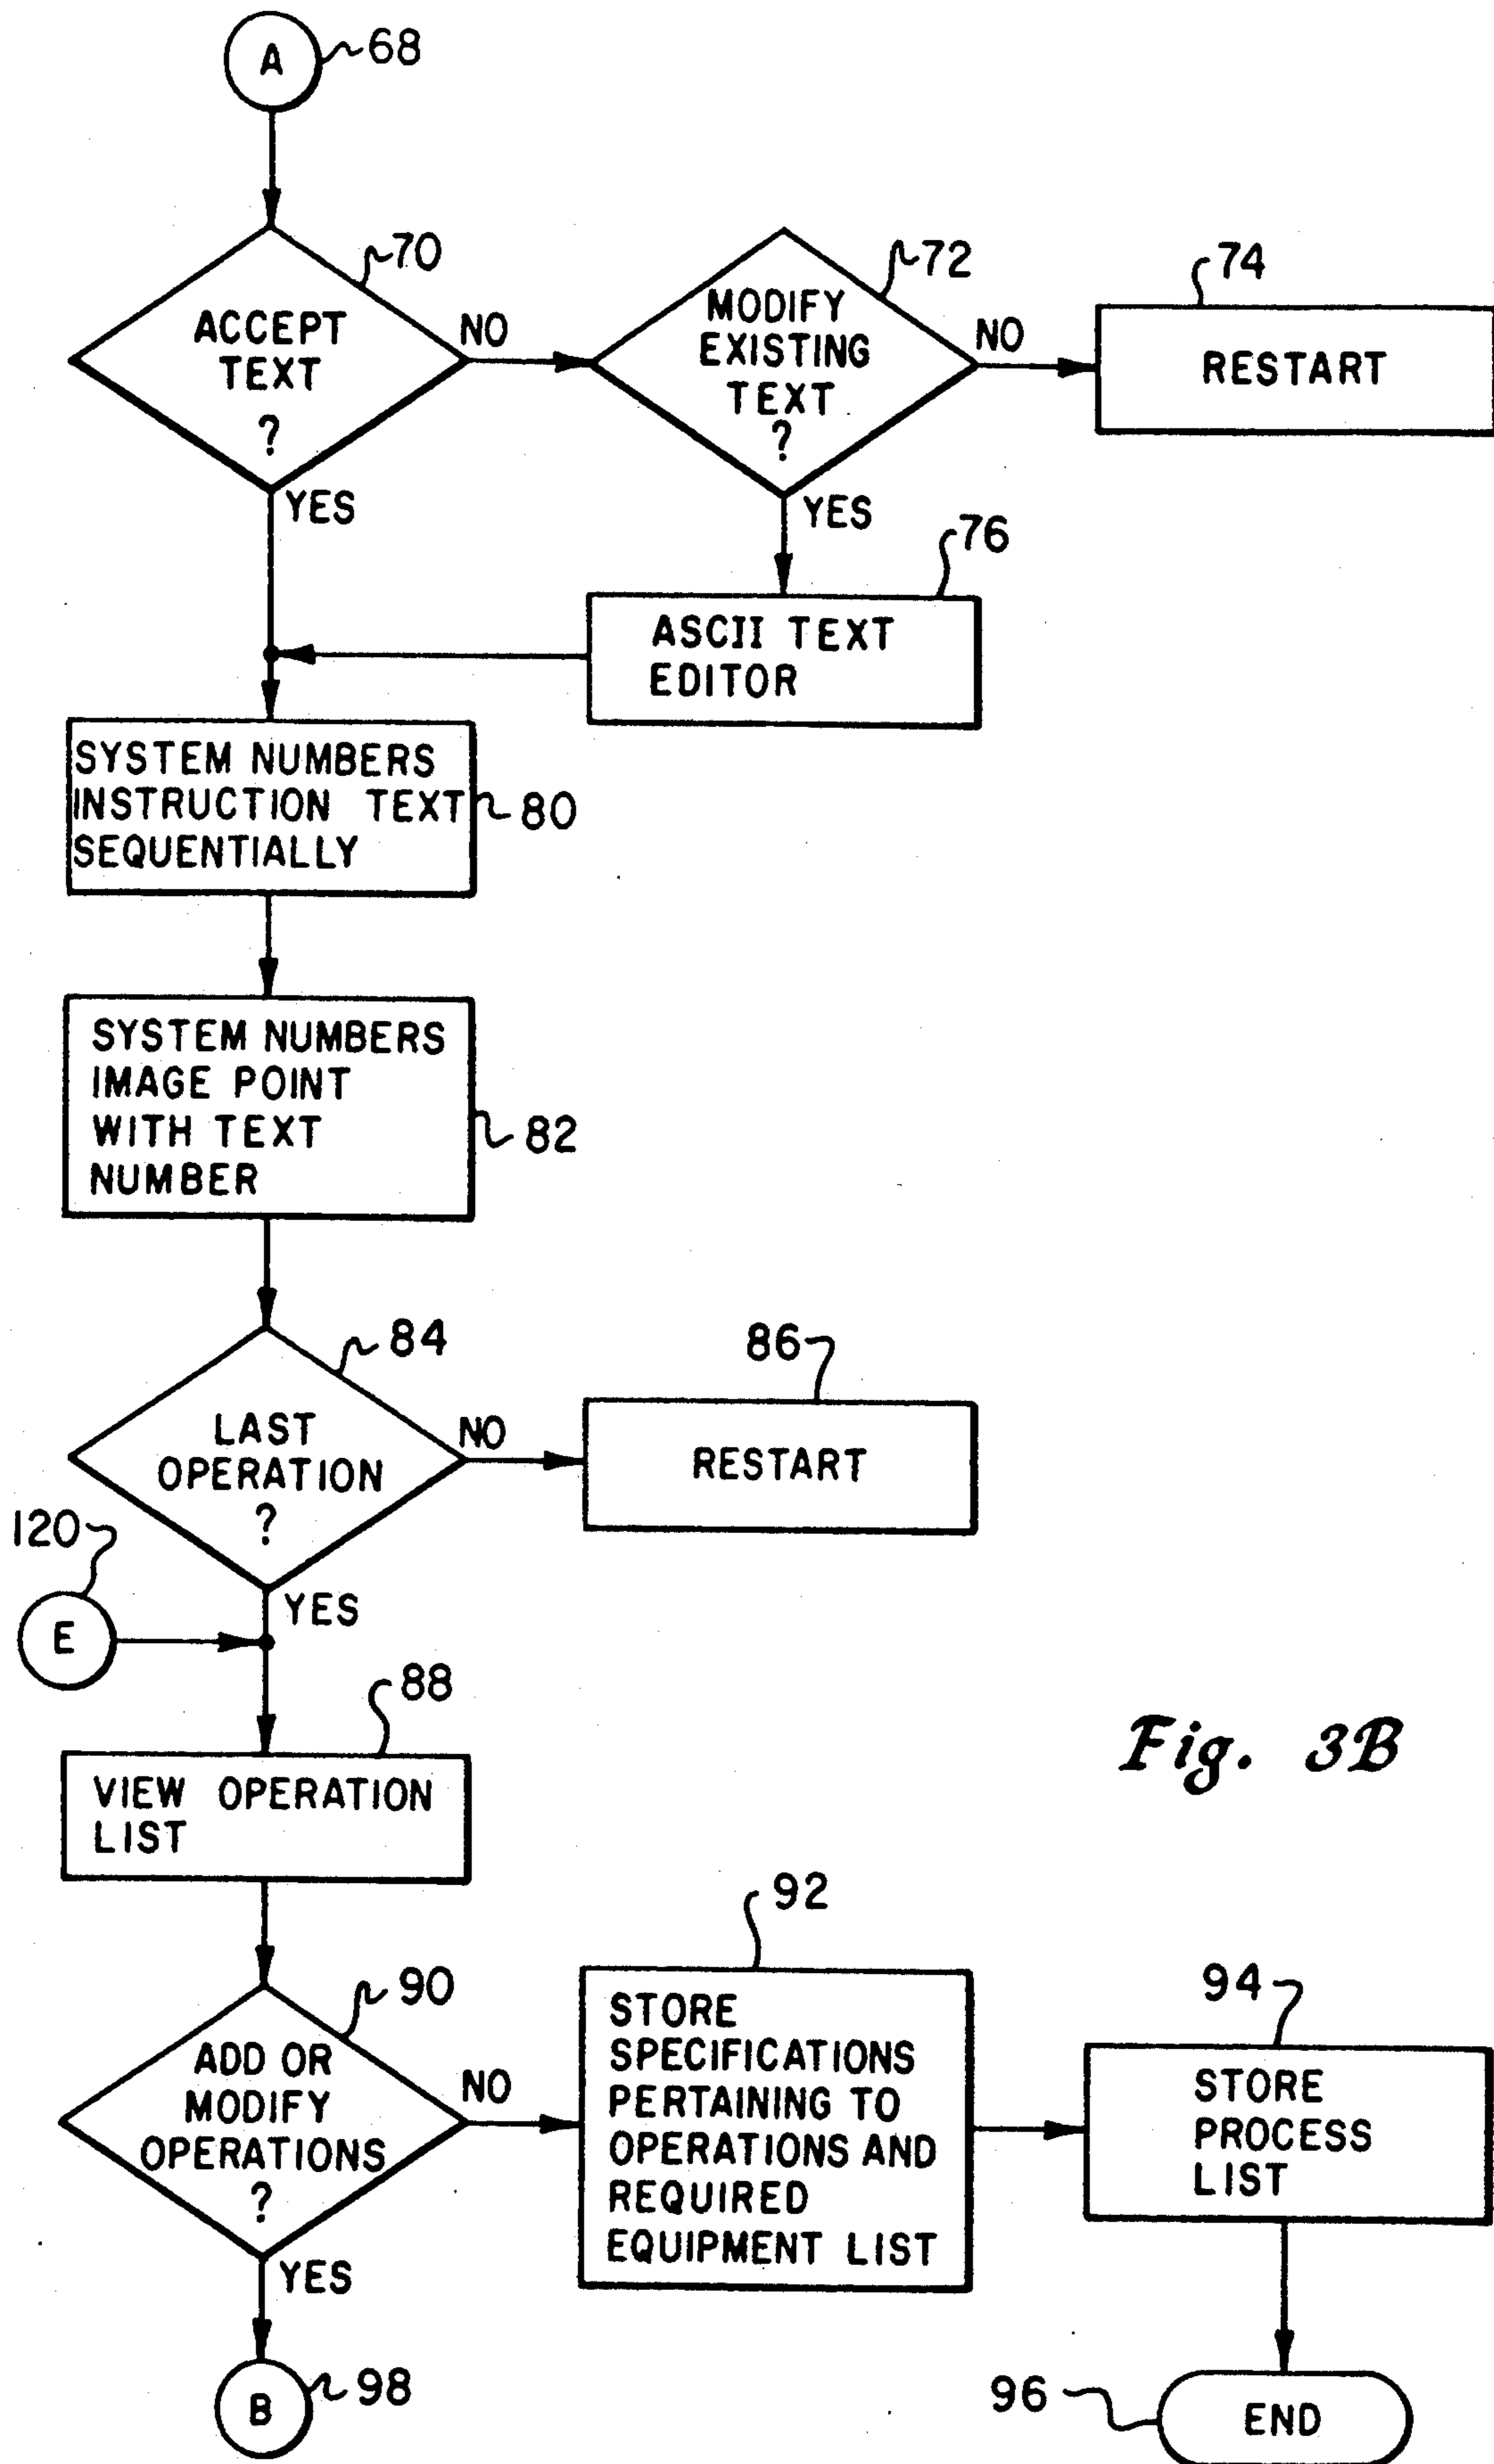 A
68
70
ACCEPT
TEXT
?
NO
YES
72
MODIFY
EXISTING
TEXT
?
NO
YES
74
RESTART
76
ASCII TEXT
EDITOR
SYSTEM NUMBERS
INSTRUCTION TEXT
SEQUENTIALLY
80
SYSTEM NUMBERS
IMAGE POINT
WITH TEXT
NUMBER
82
84
LAST
OPERATION
?
NO
YES
86
RESTART
120
E
88
VIEW OPERATION
LIST
Fig. 3B
90
ADD OR
MODIFY
OPERATIONS
?
NO
YES
92
STORE
SPECIFICATIONS
PERTAINING TO
OPERATIONS AND
REQUIRED
EQUIPMENT LIST
94
STORE
PROCESS
LIST
B
98
96
END